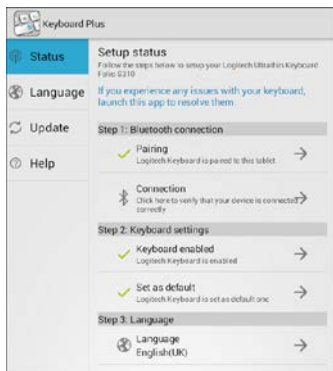 Keyboard Plus
Status
Language
Update
Help
Setup status
Follow the steps below to setup your Logitech Ultrathin Keyboard
Folio S310
If you experience any issues with your keyboard,
launch this app to resolve them
Step 1: Bluetooth connection
Pairing
Logitech Keyboard is paired to this tablet
Connection
Click here to verify that your device is connected
correctly
Step 2: Keyboard settings
Keyboard enabled
Logitech Keyboard is enabled
Set as default
Logitech Keyboard is set as default one
Step 3: Language
Language
English(UK)